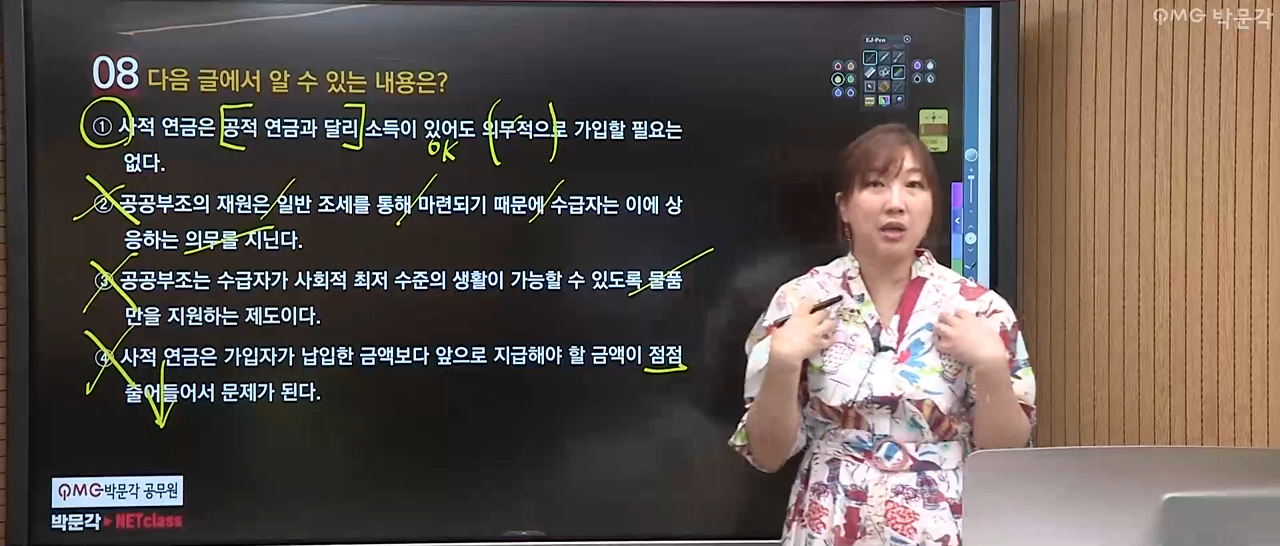 PMG 박문각
EJ-Pen
08 다음 글에서 알 수 있는 내용은?
① 사적 연금은 공적 연금과 달리 소득이 있어도 의무적으로 가입할 필요는
없다.
OK
② 공공부조의 재원은 일반 조세를 통해 마련되기 때문에 수급자는 이에 상
응하는 의무를 지닌다.
③ 공공부조는 수급자가 사회적 최저 수준의 생활이 가능할 수 있도록 물품
만을 지원하는 제도이다.
④ 사적 연금은 가입자가 납입한 금액보다 앞으로 지급해야 할 금액이 점점
줄어들어서 문제가 된다.
PMG 박문각 공무원
박문각 ▶ NETclass